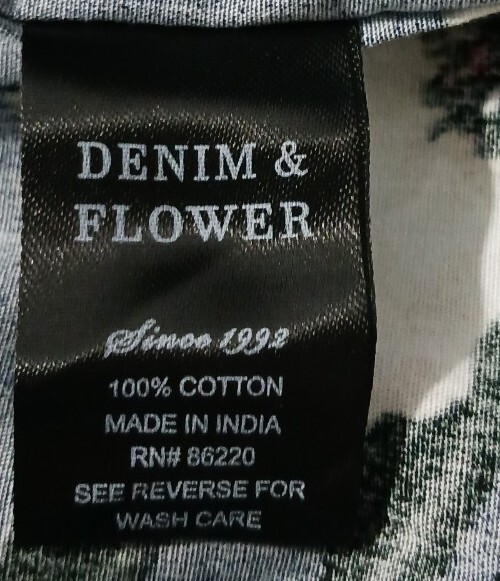 DENIM &
FLOWER
Since 1992
100% COTTON
MADE IN INDIA
RN# 86220
SEE REVERSE FOR
WASH CARE